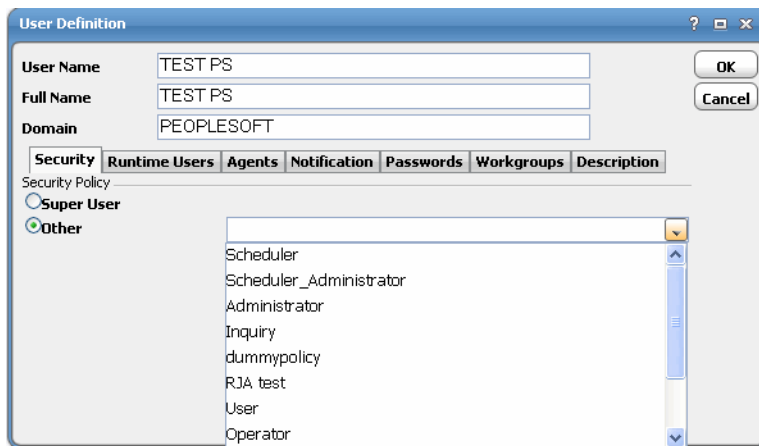 User Definition
?
User Name TEST PS
OK
Full Name TEST PS
Cancel
Domain PEOPLESOFT
Security Runtime Users Agents Notification Passwords Workgroups Description
Security Policy
Super User
Other
Scheduler
Scheduler_Administrator
Administrator
Inquiry
dummypolicy
RJA test
User
Operator